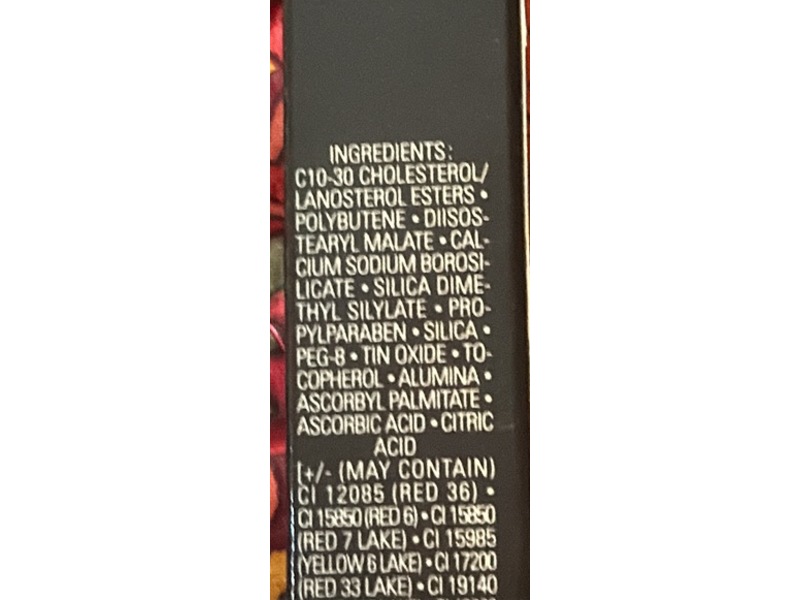 INGREDIENTS:
C10-30 CHOLESTEROL/
LANOSTEROL ESTERS •
POLYBUTENE • DIISOS-
TEARYL MALATE • CAL-
CIUM SODIUM BOROSI-
LICATE • SILICA DIME-
THYL SILYLATE • PRO-
PYLPARABEN • SILICA •
PEG-8 • TIN OXIDE • TO-
COPHEROL • ALUMINA •
ASCORBYL PALMITATE •
ASCORBIC ACID • CITRIC
ACID
[+/- (MAY CONTAIN)
CI 12085 (RED 36) •
CI 15850 (RED 6) • CI 15850
(RED 7 LAKE) • CI 15985
(YELLOW 6 LAKE) • CI 17200
(RED 33 LAKE) • CI 19140